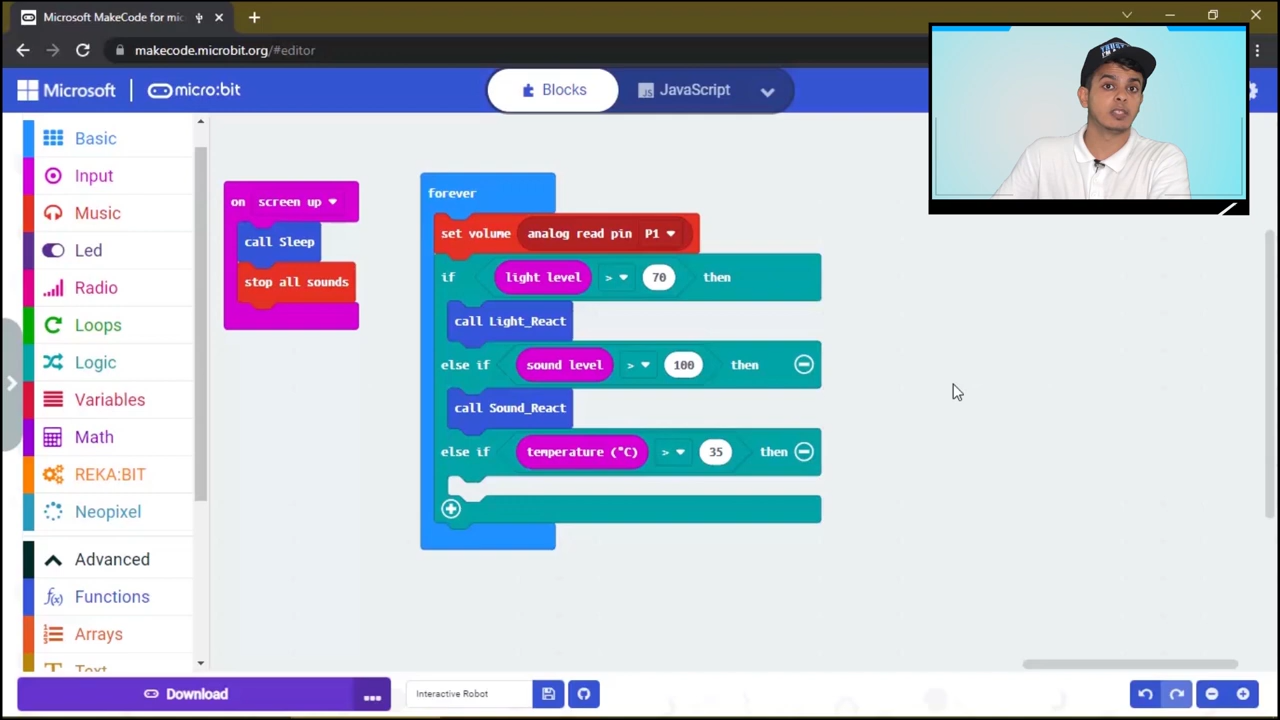 Microsoft MakeCode for mic
makecode.microbit.org/#editor
Microsoft
micro:bit
Blocks
JS
JavaScript
TRUST
Basic
Input
Music
Led
Radio
Loops
Logic
Variables
Math
REKA:BIT
Neopixel
Advanced
f(x) Functions
Arrays
Text
on screen up
call Sleep
stop all sounds
forever
set volume analog read pin P1
if light level > 70 then
call Light_React
else if sound level > 100 then
call Sound_React
else if temperature (°C) > 35 then
Download
Interactive Robot